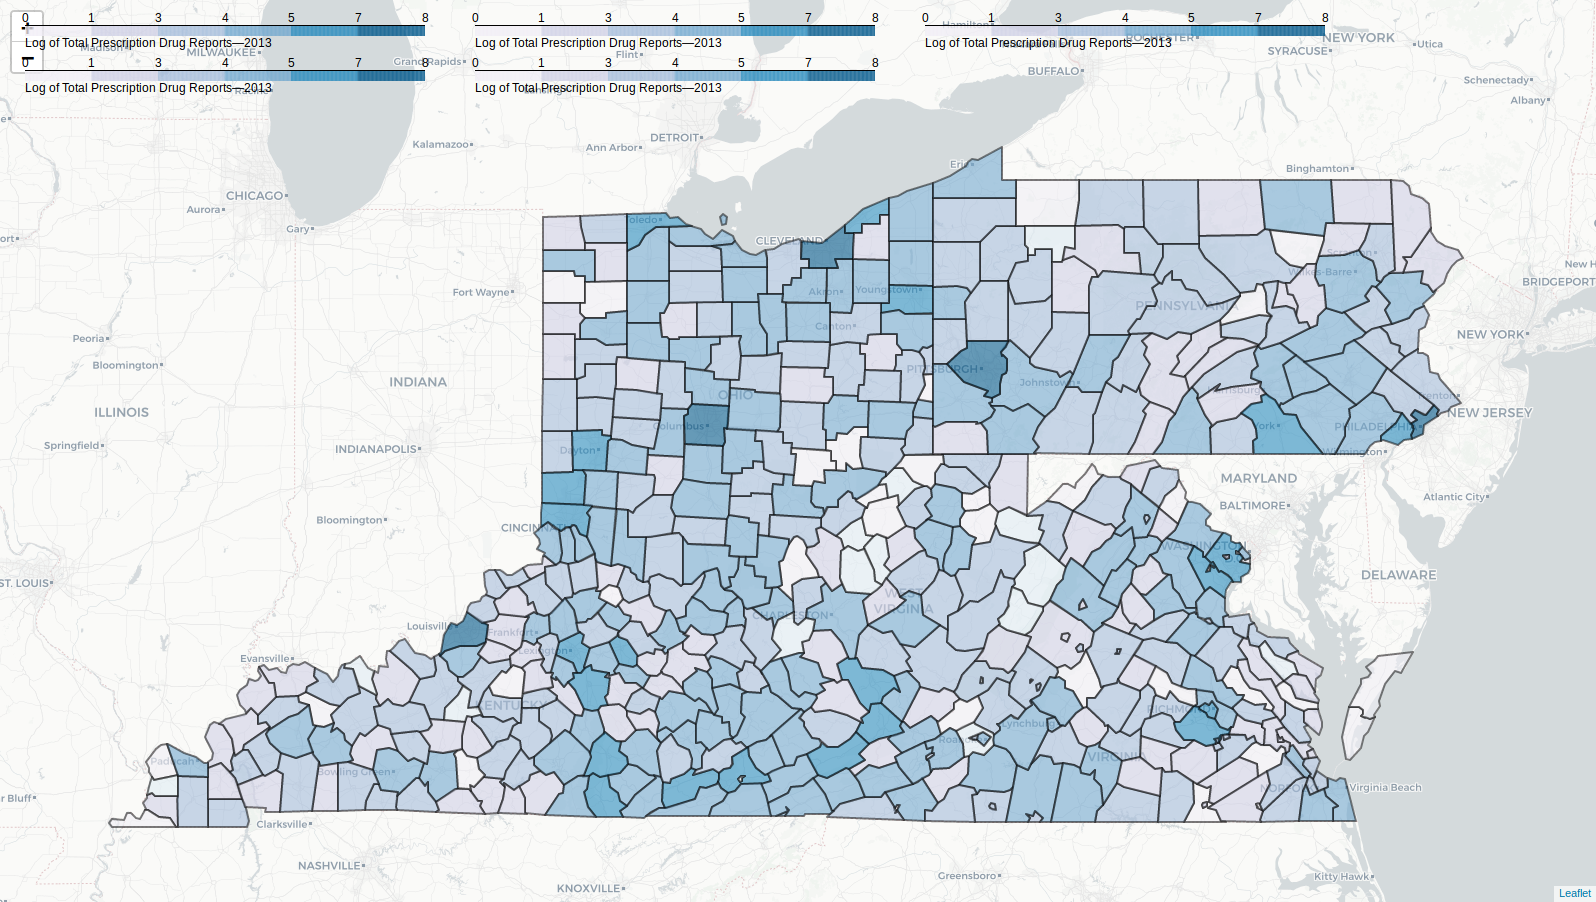 0 1 3 4 5 7 8
Log of Total Prescription Drug Reports—2013
0 1 3 4 5 7 8
Log of Total Prescription Drug Reports—2013
0 1 3 4 5 7 8
Log of Total Prescription Drug Reports—2013
0 1 3 4 5 7 8
Log of Total Prescription Drug Reports—2013
0 1 3 4 5 7 8
Log of Total Prescription Drug Reports—2013
+
−
Hamilton
ROCHESTER
NEW YORK
Utica
Madison
MILWAUKEE
SYRACUSE
Grand Rapids
Flint
BUFFALO
Schenectady
Albany
DETROIT
Kalamazoo
Ann Arbor
Erie
Binghamton
CHICAGO
Aurora
Gary
Toledo
CLEVELAND
Scranton
Wilkes-Barre
BRIDGEPORT
Fort Wayne
Akron
Youngstown
PENNSYLVANI
Canton
NEW YORK
Peoria
Bloomington
PITTSBURGH
INDIANA
Johnstown
OHIO
Harrisburg
Trenton
ILLINOIS
NEW JERSEY
Columbus
York
PHILADELPHIA
Springfield
INDIANAPOLIS
Dayton
Wilmington
MARYLAND
Atlantic City
BALTIMORE
Bloomington
CINCINNATI
WASHINGTON
ST. LOUIS
DELAWARE
WEST
VIRGINIA
CHARLESTON
Louisville
Frankfort
Lexington
Evansville
KENTUCKY
RICHMOND
Lynchburg
Roanoke
VIRGINIA
Paducah
Bowling Green
NORFOLK
Virginia Beach
r Bluff
Clarksville
NASHVILLE
Greensboro
Kitty Hawk
KNOXVILLE
Leaflet